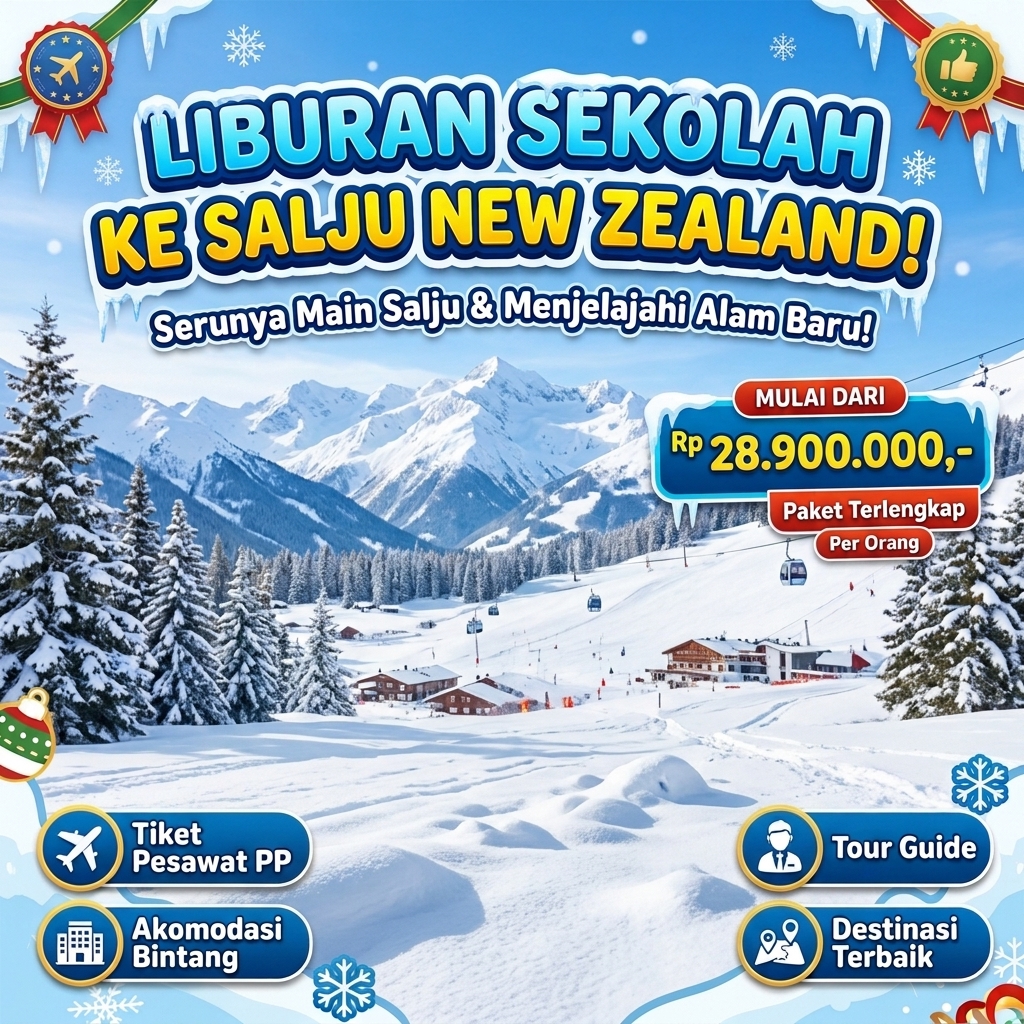 LIBURAN SEKOLAH
KE SALJU NEW ZEALAND!
Serunya Main Salju & Menjelajahi Alam Baru!
MULAI DARI
Rp 28.900.000,-
Paket Terlengkap
Per Orang
Tiket
Pesawat PP
Akomodasi
Bintang
Tour Guide
Destinasi
Terbaik